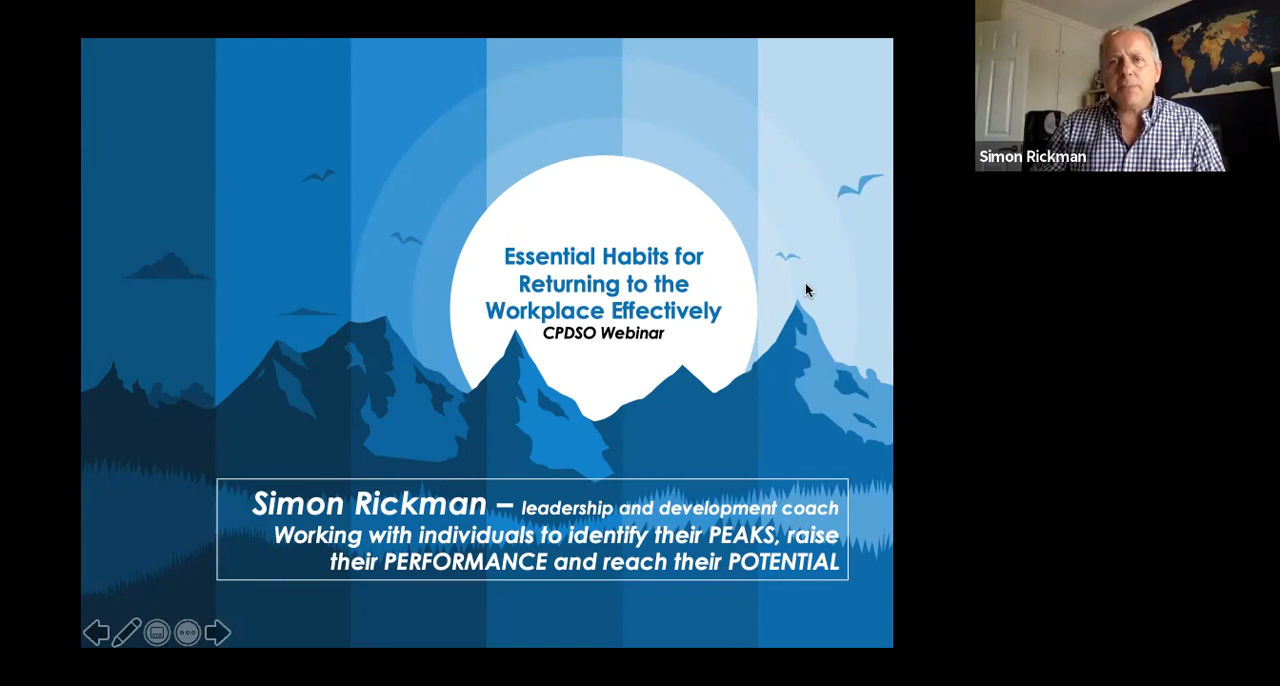 Essential Habits for
Returning to the
Workplace Effectively
CPDSO Webinar
Simon Rickman – leadership and development coach
Working with individuals to identify their PEAKS, raise
their PERFORMANCE and reach their POTENTIAL
Simon Rickman